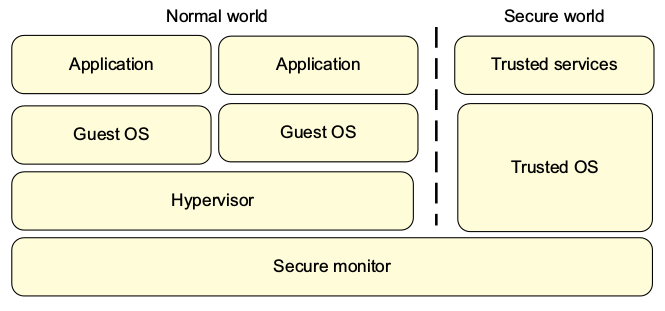 Normal world
Secure world
Application
Application
Trusted services
Guest OS
Guest OS
Trusted OS
Hypervisor
Secure monitor